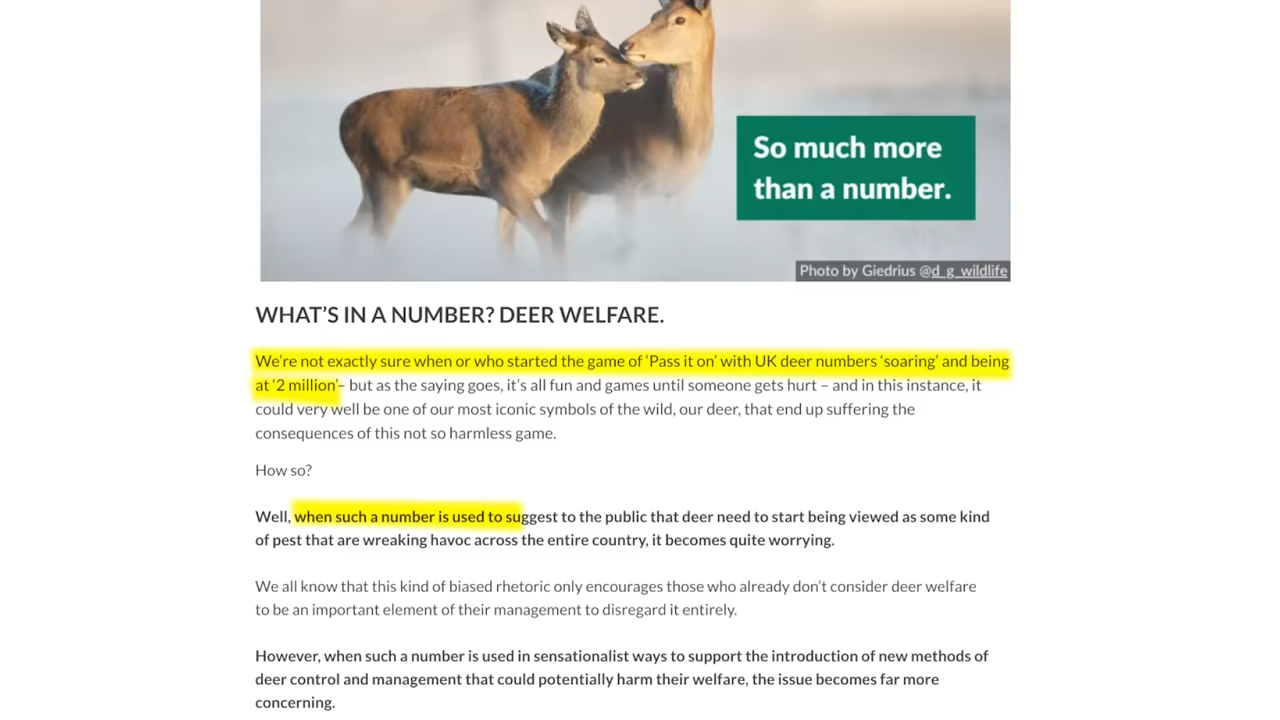 So much more
than a number.
Photo by Giedrius @d_g_wildlife
WHAT’S IN A NUMBER? DEER WELFARE.
We’re not exactly sure when or who started the game of ‘Pass it on’ with UK deer numbers ‘soaring’ and being
at ‘2 million’– but as the saying goes, it’s all fun and games until someone gets hurt – and in this instance, it
could very well be one of our most iconic symbols of the wild, our deer, that end up suffering the
consequences of this not so harmless game.
How so?
Well, when such a number is used to suggest to the public that deer need to start being viewed as some kind
of pest that are wreaking havoc across the entire country, it becomes quite worrying.
We all know that this kind of biased rhetoric only encourages those who already don’t consider deer welfare
to be an important element of their management to disregard it entirely.
However, when such a number is used in sensationalist ways to support the introduction of new methods of
deer control and management that could potentially harm their welfare, the issue becomes far more
concerning.